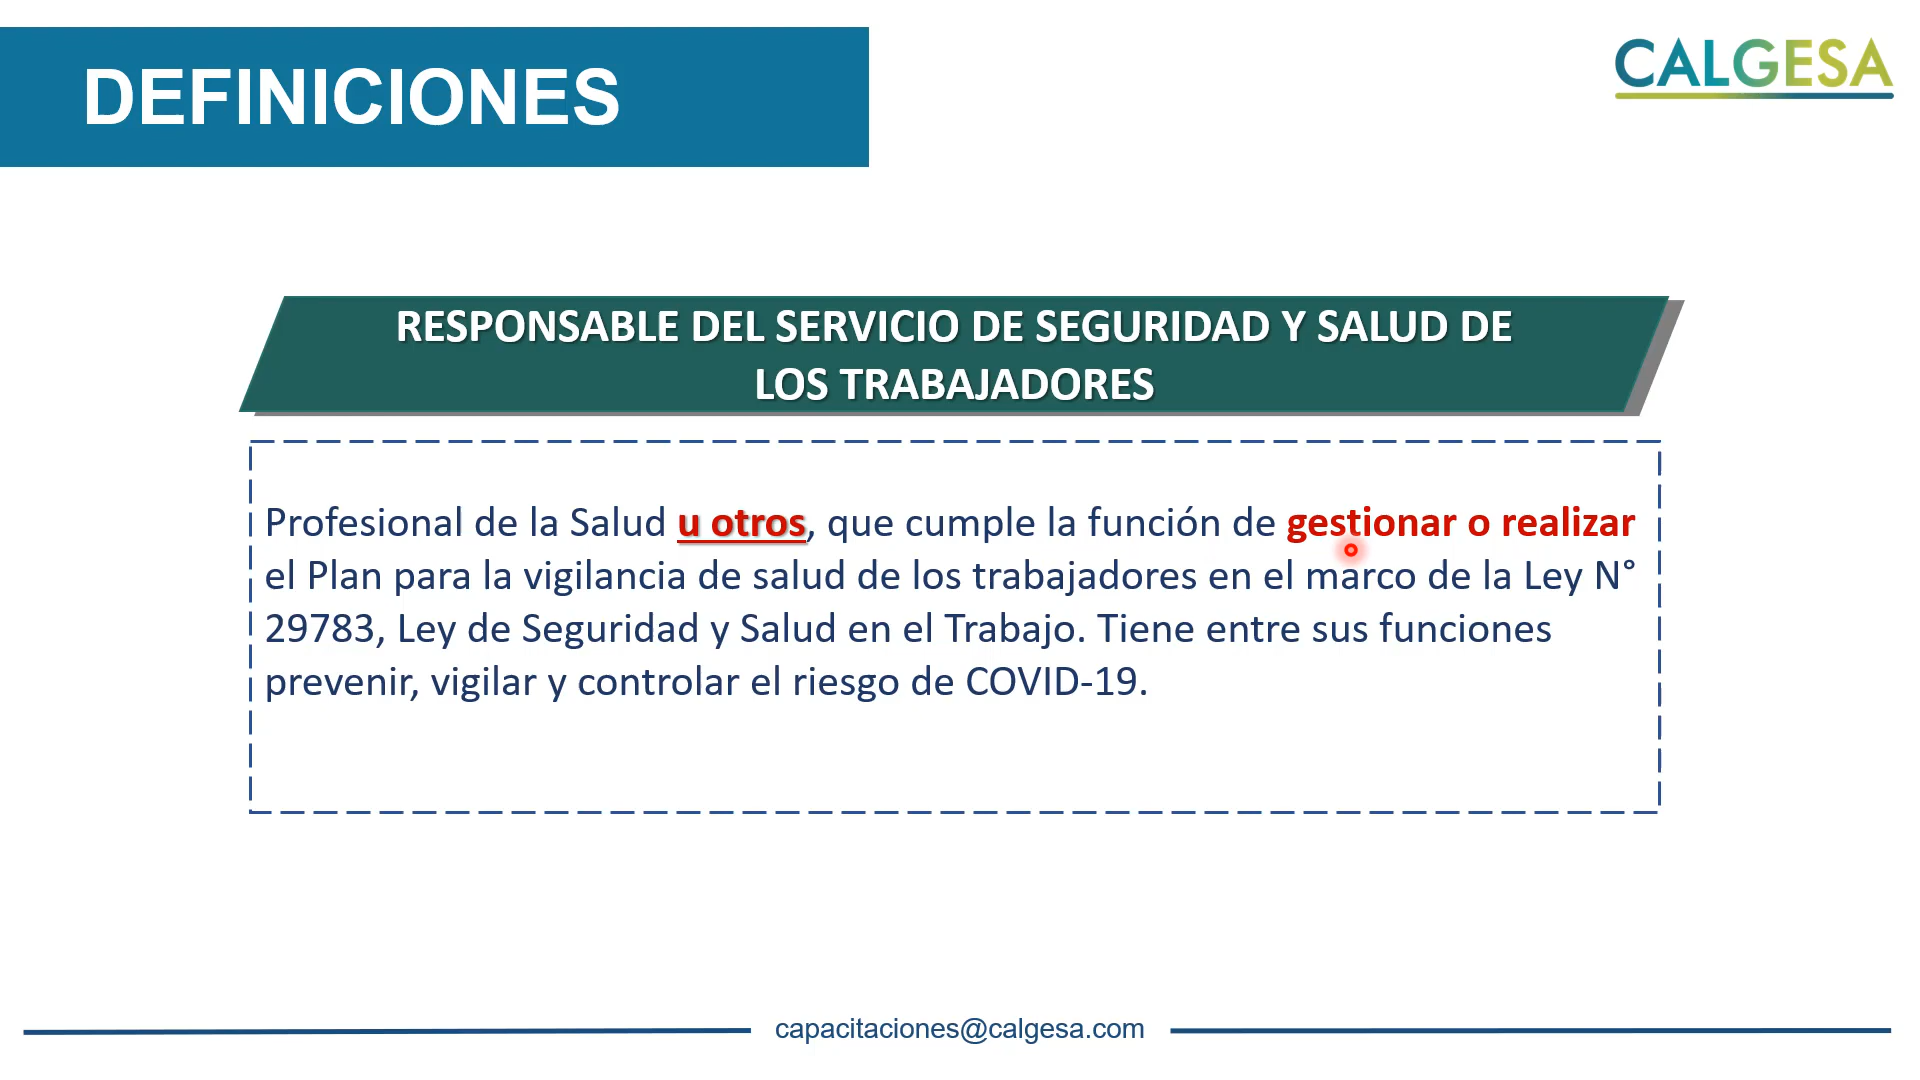 DEFINICIONES
CALGESA
RESPONSABLE DEL SERVICIO DE SEGURIDAD Y SALUD DE
LOS TRABAJADORES
Profesional de la Salud u otros, que cumple la función de gestionar o realizar
el Plan para la vigilancia de salud de los trabajadores en el marco de la Ley N°
29783, Ley de Seguridad y Salud en el Trabajo. Tiene entre sus funciones
prevenir, vigilar y controlar el riesgo de COVID-19.
capacitaciones@calgesa.com